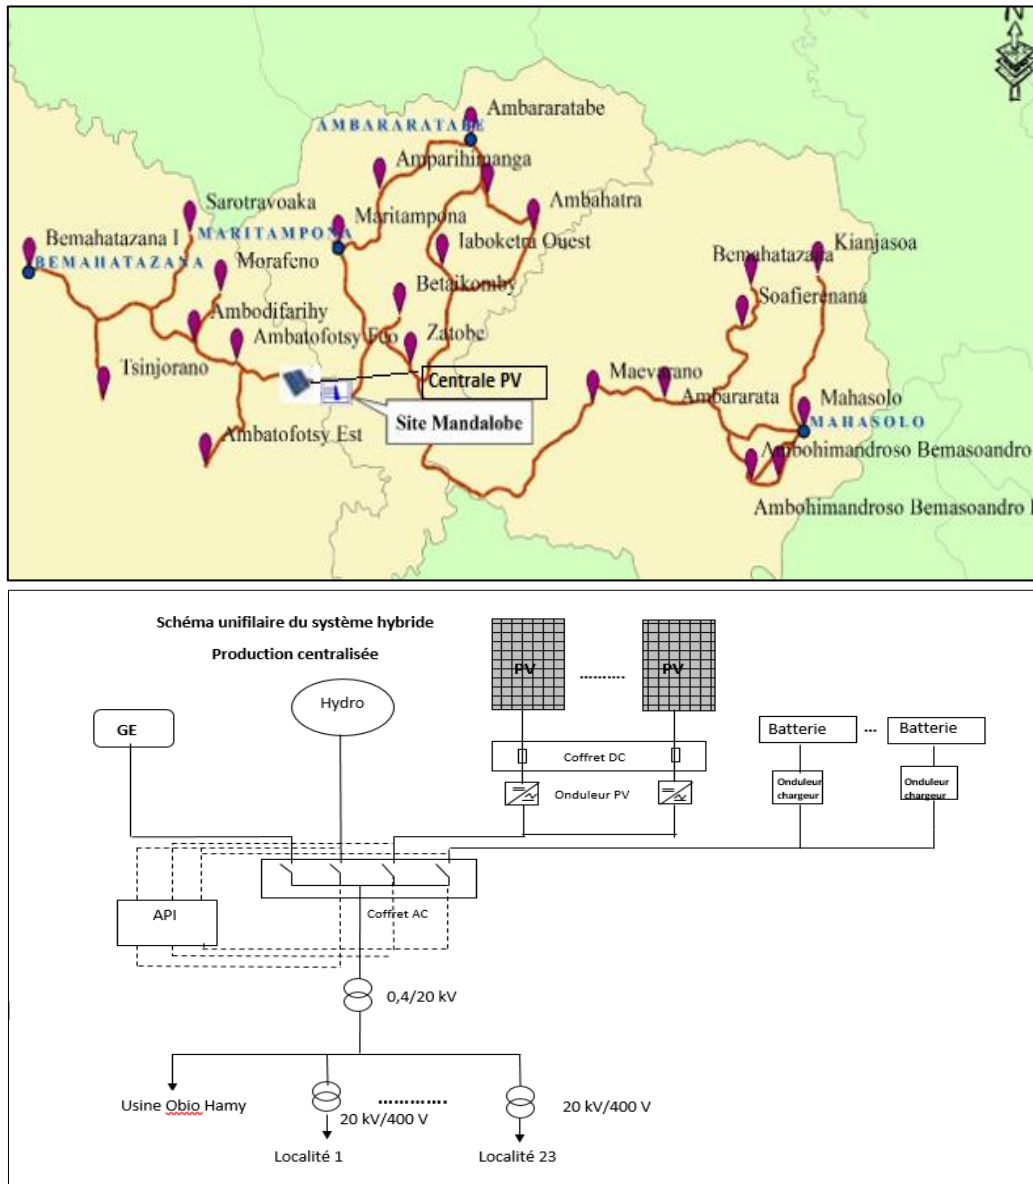 N
Ambararatabe
AMBARARATABE
Amparihimanga
Sarotravoaka
Ambahatra
Maritampona
MARITAMPONA
Bemahatazana I
BEMAHATAZANA
Iaboketra Ouest
Kianjasoa
Bemahatazana
Morafeno
Betaikomby
Soafierenana
Ambodifarihy
Ambatofotsy
Zatobe
Tsinjorano
Centrale PV
Maevarano
Ambararata
Mahasolo
MAHASOLO
Site Mandalobe
Ambatofotsy Est
Ambohimandroso Bemasoandro
Ambohimandroso Bemasoandro
Schéma unifilaire du système hybride
Production centralisée
PV
..........
PV
Hydro
GE
Batterie
...
Batterie
Coffret DC
Onduleur PV
Onduleur
chargeur
Onduleur
chargeur
API
Coffret AC
0,4/20 kV
Usine Obio Hamy
20 kV/400 V
.............
20 kV/400 V
Localité 1
Localité 23